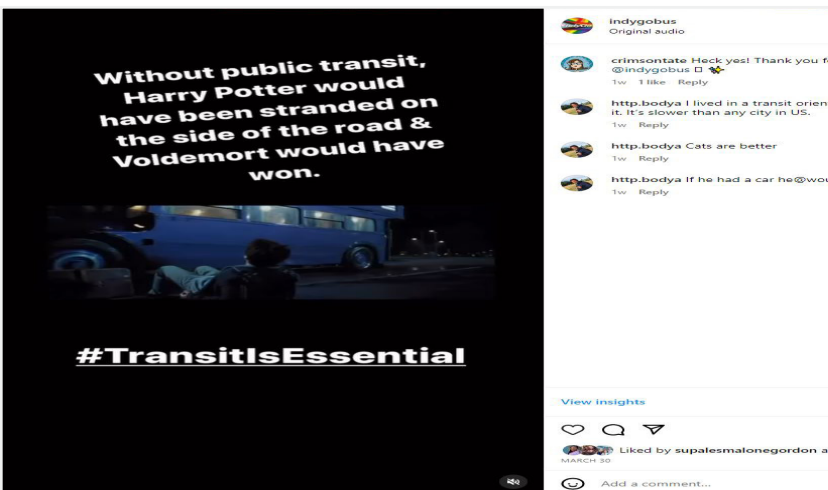 Without public transit,
Harry Potter would
have been stranded on
the side of the road &
Voldemort would have
won.
#TransitIsEssential
indygobus
Original audio
crimsontate Heck yes! Thank you f
@indygobus
1w 1 like Reply
http.bodya I lived in a transit orien
it. It's slower than any city in US.
1w Reply
http.bodya Cats are better
1w Reply
http.bodya If he had a car he@wou
1w Reply
View insights
Liked by supalesmalonegordon a
MARCH 30
Add a comment...